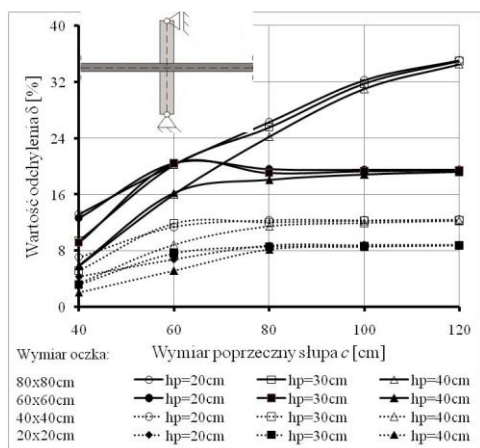 40
32
24
16
8
0
Wartość odchylenia δ [%]
40 60 80 100 120
Wymiar oczka: Wymiar poprzeczny słupa c [cm]
80x80cm hp=20cm hp=30cm hp=40cm
60x60cm hp=20cm hp=30cm hp=40cm
40x40cm hp=20cm hp=30cm hp=40cm
20x20cm hp=20cm hp=30cm hp=40cm